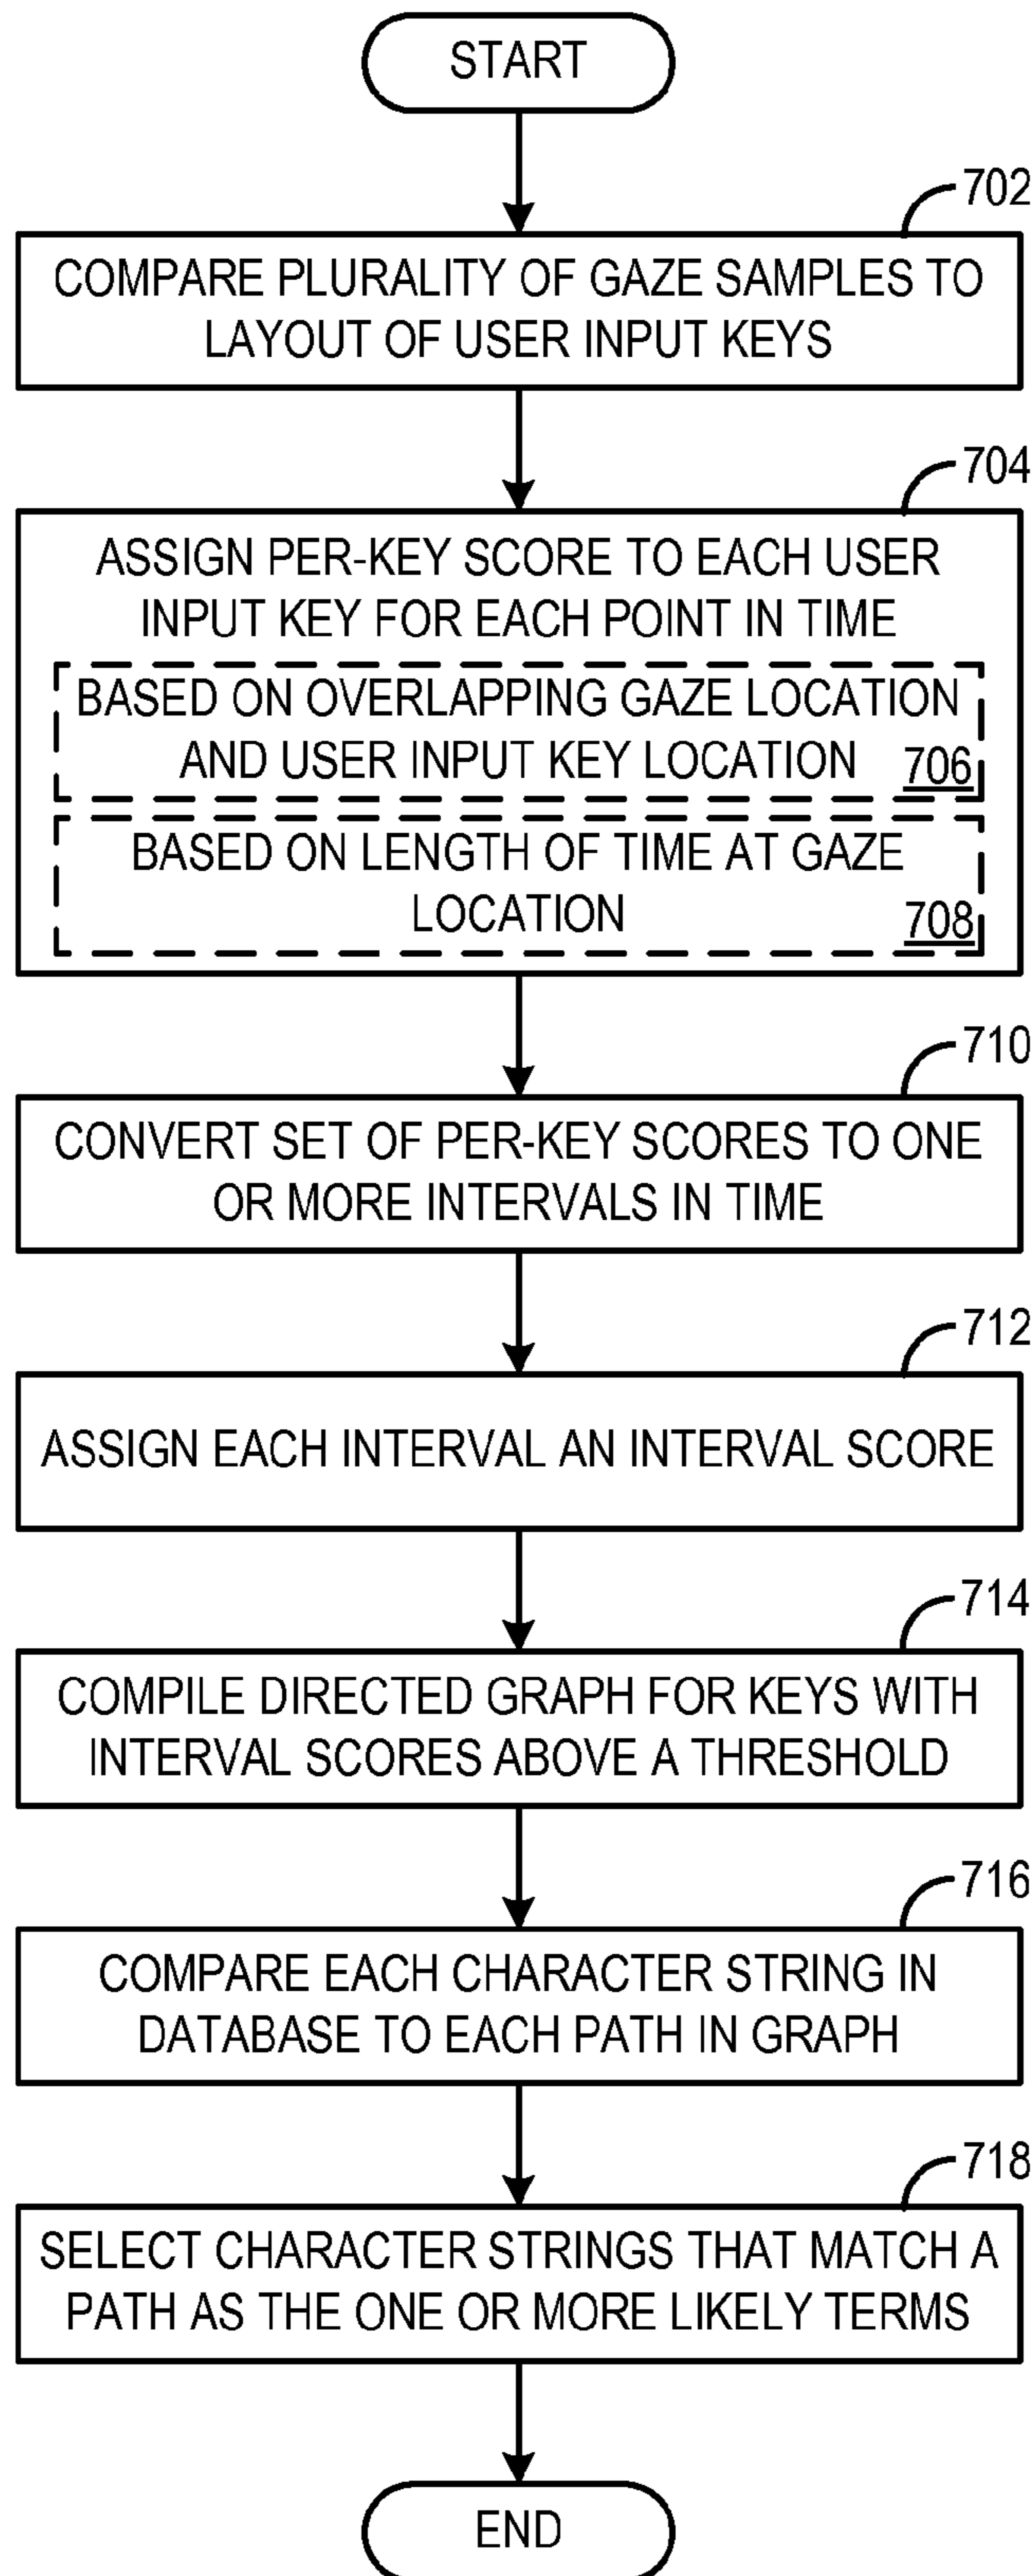 START
702
COMPARE PLURALITY OF GAZE SAMPLES TO
LAYOUT OF USER INPUT KEYS
704
ASSIGN PER-KEY SCORE TO EACH USER
INPUT KEY FOR EACH POINT IN TIME
BASED ON OVERLAPPING GAZE LOCATION
AND USER INPUT KEY LOCATION 706
BASED ON LENGTH OF TIME AT GAZE
LOCATION 708
710
CONVERT SET OF PER-KEY SCORES TO ONE
OR MORE INTERVALS IN TIME
712
ASSIGN EACH INTERVAL AN INTERVAL SCORE
714
COMPILE DIRECTED GRAPH FOR KEYS WITH
INTERVAL SCORES ABOVE A THRESHOLD
716
COMPARE EACH CHARACTER STRING IN
DATABASE TO EACH PATH IN GRAPH
718
SELECT CHARACTER STRINGS THAT MATCH A
PATH AS THE ONE OR MORE LIKELY TERMS
END